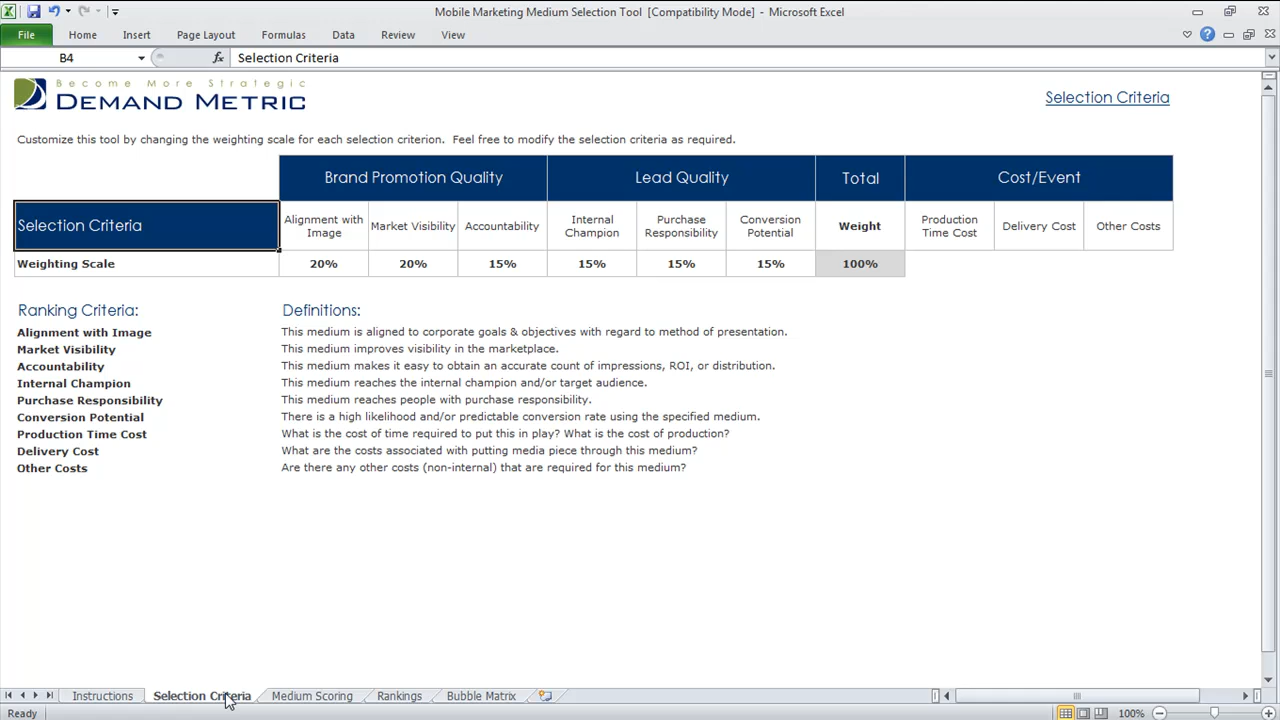 Mobile Marketing Medium Selection Tool [Compatibility Mode] - Microsoft Excel
File Home Insert Page Layout Formulas Data Review View
B4 fx Selection Criteria
Become More Strategic
DEMAND METRIC
Selection Criteria
Customize this tool by changing the weighting scale for each selection criterion. Feel free to modify the selection criteria as required.
Brand Promotion Quality Lead Quality Total Cost/Event
Selection Criteria Alignment with Image Market Visibility Accountability Internal Champion Purchase Responsibility Conversion Potential Weight Production Time Cost Delivery Cost Other Costs
Weighting Scale 20% 20% 15% 15% 15% 15% 100%
Ranking Criteria: Definitions:
Alignment with Image This medium is aligned to corporate goals & objectives with regard to method of presentation.
Market Visibility This medium improves visibility in the marketplace.
Accountability This medium makes it easy to obtain an accurate count of impressions, ROI, or distribution.
Internal Champion This medium reaches the internal champion and/or target audience.
Purchase Responsibility This medium reaches people with purchase responsibility.
Conversion Potential There is a high likelihood and/or predictable conversion rate using the specified medium.
Production Time Cost What is the cost of time required to put this in play? What is the cost of production?
Delivery Cost What are the costs associated with putting media piece through this medium?
Other Costs Are there any other costs (non-internal) that are required for this medium?
Instructions Selection Criteria Medium Scoring Rankings Bubble Matrix
Ready 100%